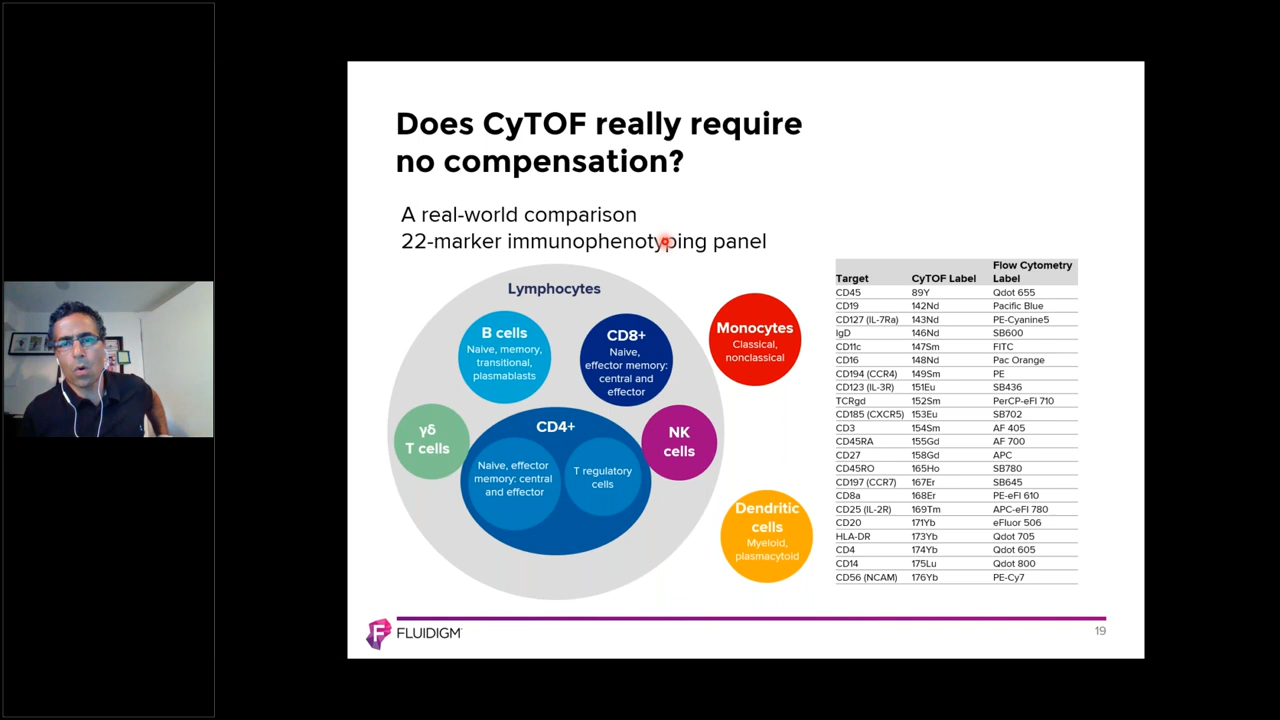 Does CyTOF really require
no compensation?
A real-world comparison
22-marker immunophenotyping panel
Lymphocytes
B cells
Naive, memory,
transitional,
plasmablasts
CD8+
Naive,
effector memory:
central and
effector
Monocytes
Classical,
nonclassical
γδ
T cells
CD4+
Naive, effector
memory: central
and effector
T regulatory
cells
NK
cells
Dendritic
cells
Myeloid,
plasmacytoid
Target CyTOF Label Flow Cytometry Label
CD45 89Y Qdot 655
CD19 142Nd Pacific Blue
CD127 (IL-7Ra) 143Nd PE-Cyanine5
IgD 146Nd SB600
CD11c 147Sm FITC
CD16 148Nd Pac Orange
CD194 (CCR4) 149Sm PE
CD123 (IL-3R) 151Eu SB436
TCRgd 152Sm PerCP-eFl 710
CD185 (CXCR5) 153Eu SB702
CD3 154Sm AF 405
CD45RA 155Gd AF 700
CD27 158Gd APC
CD45RO 165Ho SB780
CD197 (CCR7) 167Er SB645
CD8a 168Er PE-eFl 610
CD25 (IL-2R) 169Tm APC-eFl 780
CD20 171Yb eFluor 506
HLA-DR 173Yb Qdot 705
CD4 174Yb Qdot 605
CD14 175Lu Qdot 800
CD56 (NCAM) 176Yb PE-Cy7
F FLUIDIGM
19